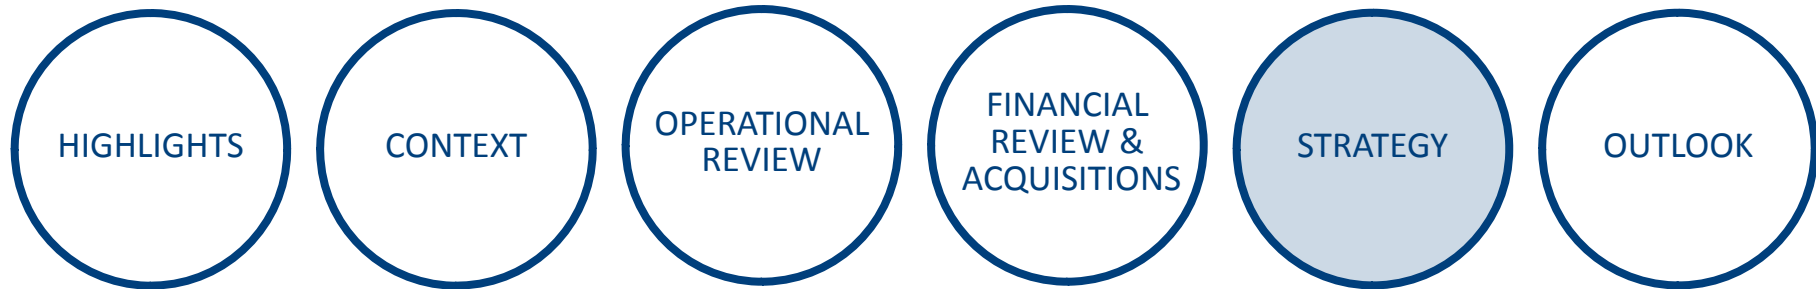 HIGHLIGHTS
CONTEXT
OPERATIONAL
REVIEW
FINANCIAL
REVIEW &
ACQUISITIONS
STRATEGY
OUTLOOK